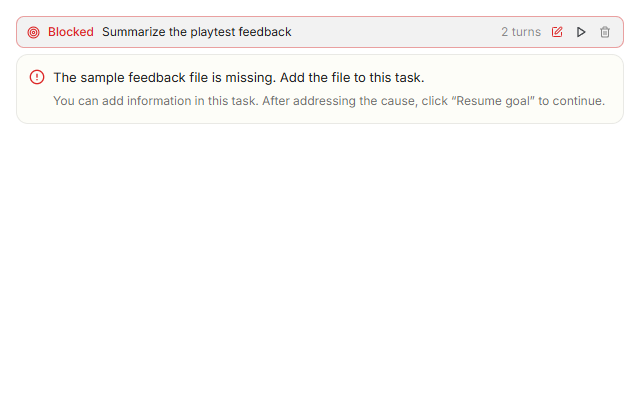 Blocked Summarize the playtest feedback 2 turns
The sample feedback file is missing. Add the file to this task.
You can add information in this task. After addressing the cause, click “Resume goal” to continue.